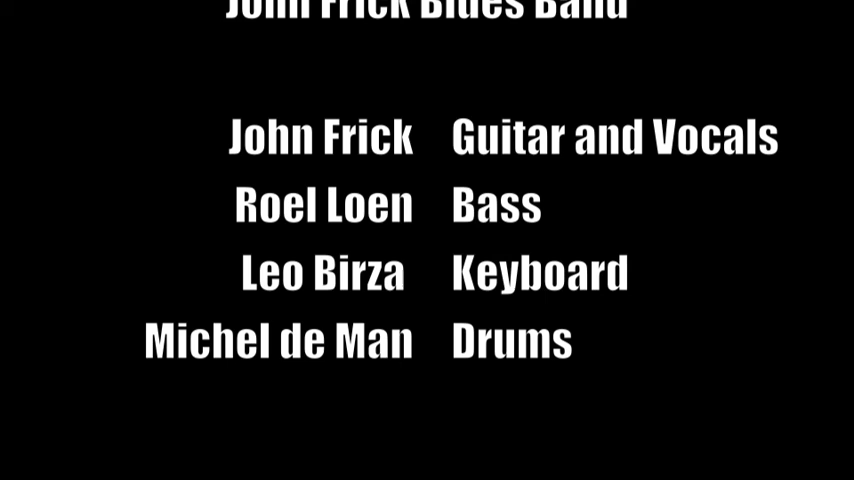 John Frick Blues Band
John Frick Guitar and Vocals
Roel Loen Bass
Leo Birza Keyboard
Michel de Man Drums